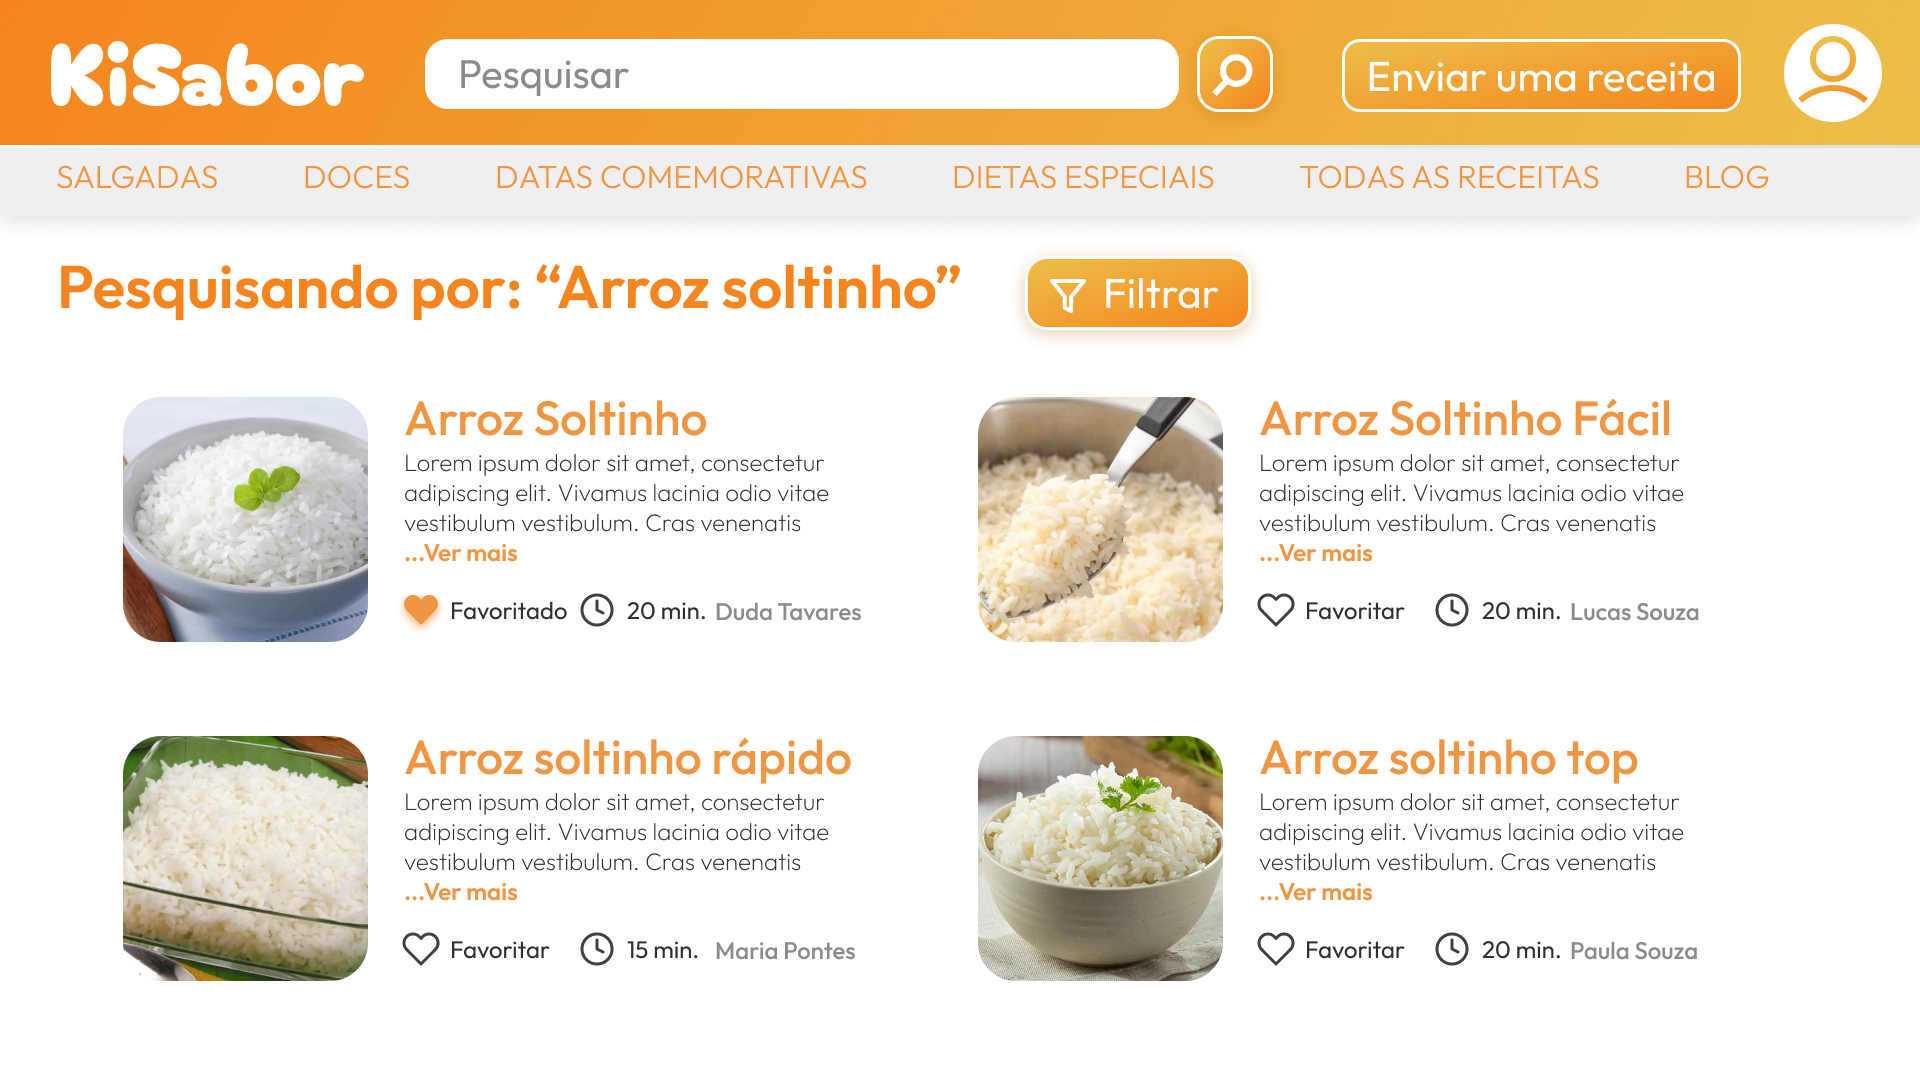 KiSabor
Pesquisar
Enviar uma receita
SALGADAS DOCES DATAS COMEMORATIVAS DIETAS ESPECIAIS TODAS AS RECEITAS BLOG
Pesquisando por: “Arroz soltinho”
Filtrar
Arroz Soltinho
Lorem ipsum dolor sit amet, consectetur
adipiscing elit. Vivamus lacinia odio vitae
vestibulum vestibulum. Cras venenatis
...Ver mais
Favoritado 20 min. Duda Tavares
Arroz Soltinho Fácil
Lorem ipsum dolor sit amet, consectetur
adipiscing elit. Vivamus lacinia odio vitae
vestibulum vestibulum. Cras venenatis
...Ver mais
Favoritar 20 min. Lucas Souza
Arroz soltinho rápido
Lorem ipsum dolor sit amet, consectetur
adipiscing elit. Vivamus lacinia odio vitae
vestibulum vestibulum. Cras venenatis
...Ver mais
Favoritar 15 min. Maria Pontes
Arroz soltinho top
Lorem ipsum dolor sit amet, consectetur
adipiscing elit. Vivamus lacinia odio vitae
vestibulum vestibulum. Cras venenatis
...Ver mais
Favoritar 20 min. Paula Souza